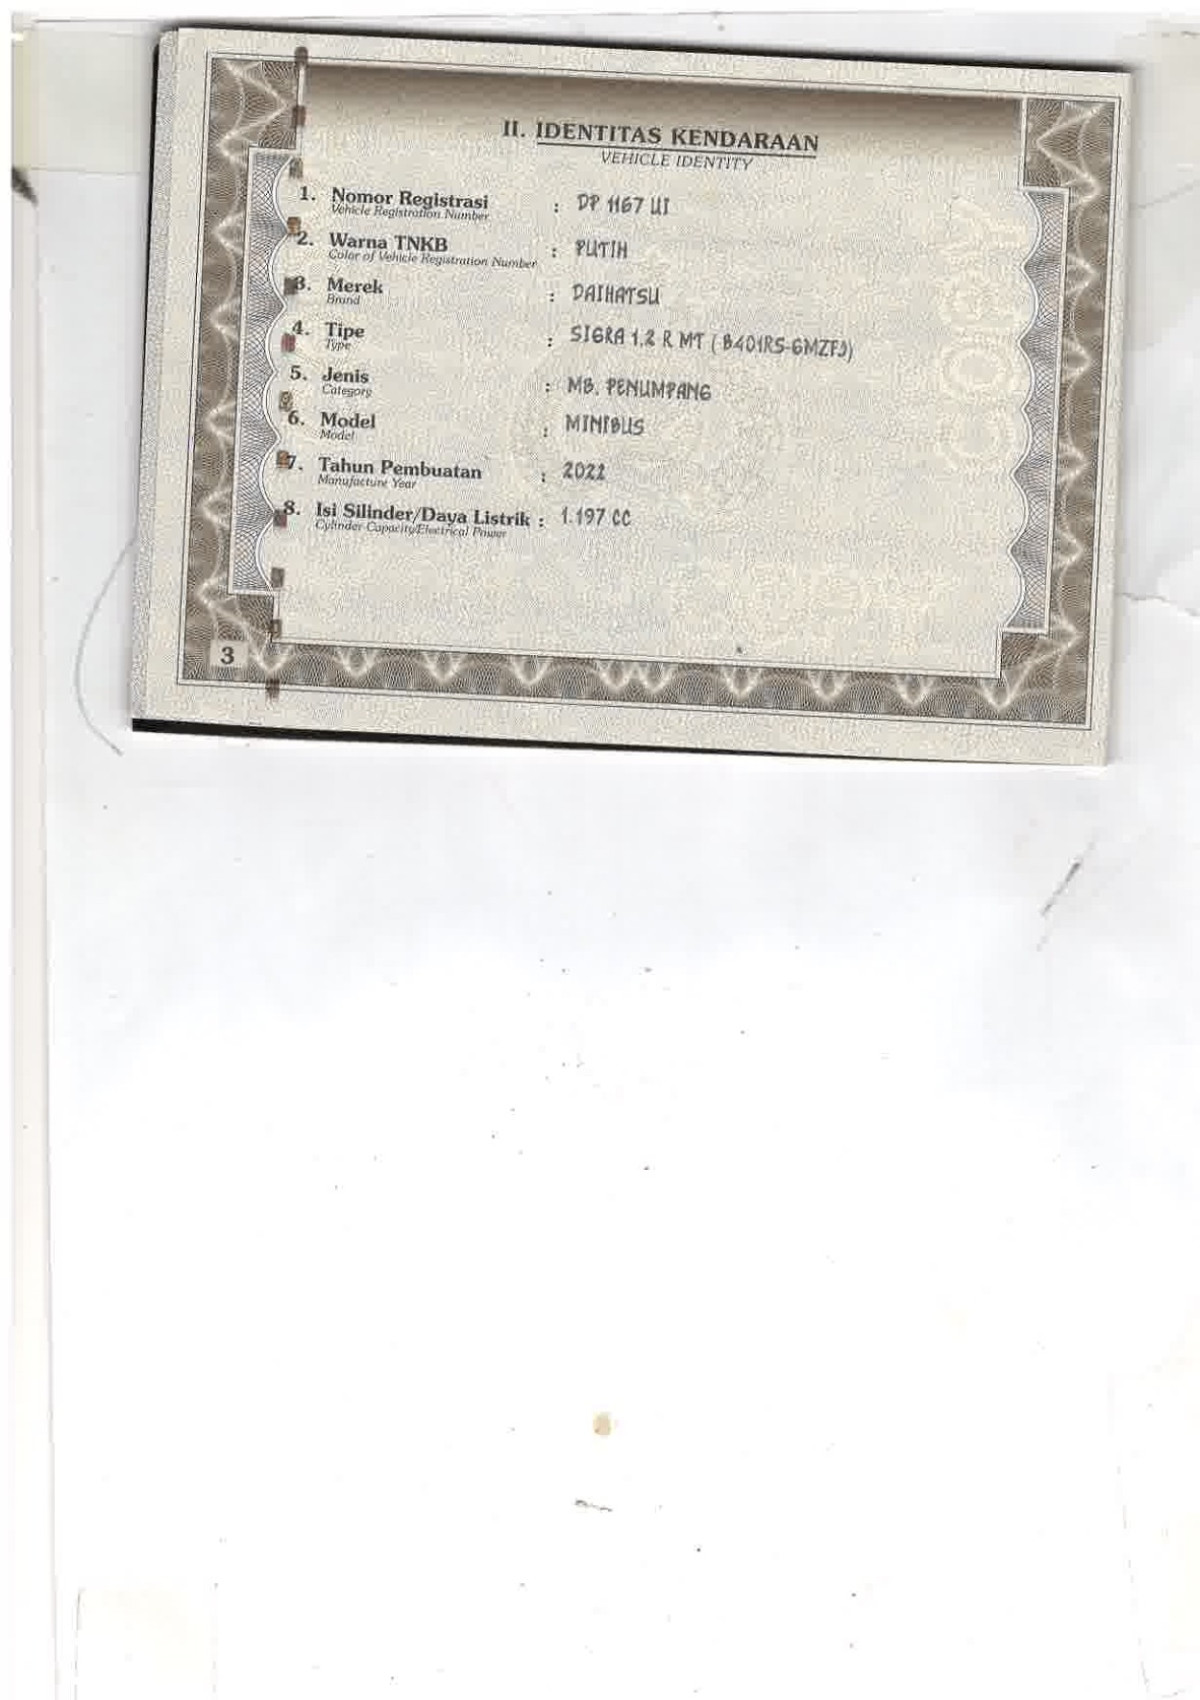 II. IDENTITAS KENDARAAN
VEHICLE IDENTITY
1. Nomor Registrasi : DP 1167 UI
Vehicle Registration Number
2. Warna TNKB : PUTIH
Color of Vehicle Registration Number
3. Merek : DAIHATSU
Brand
4. Tipe : SIGRA 1.2 R MT (B401RS-GMZFJ)
Type
5. Jenis : MB. PENUMPANG
Category
6. Model : MINIBUS
Model
7. Tahun Pembuatan : 2022
Manufacture Year
8. Isi Silinder/Daya Listrik : 1.197 CC
Cylinder Capacity/Electrical Power
3